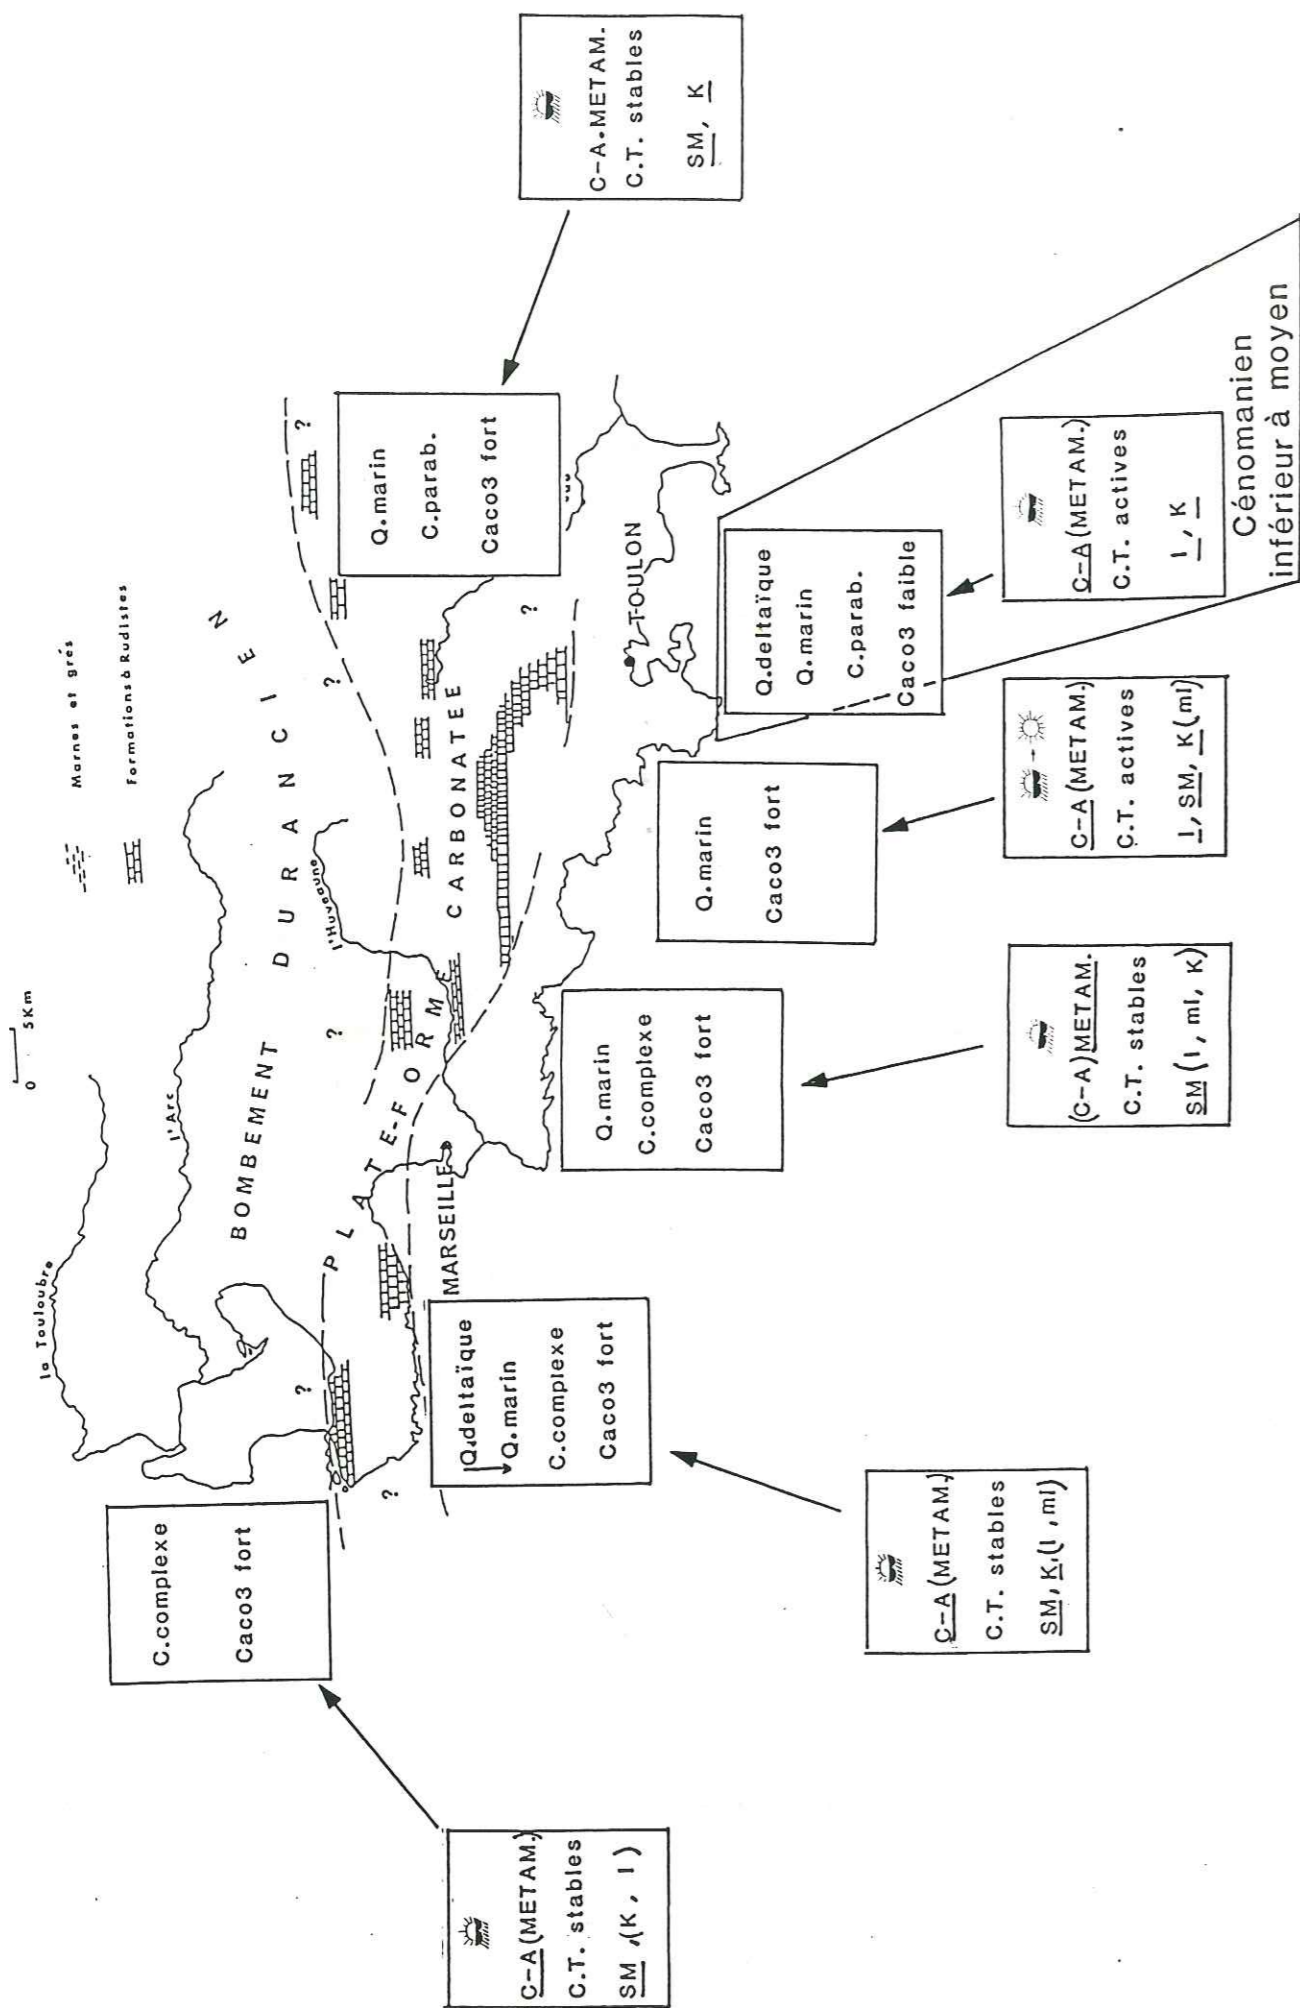 0 5Km
Marnes et grés
Formations à Rudistes
la Touloubre
l'Arc
l'Huveaune
BOMBEMENT DURANCIEN
PLATE-FORME CARBONATEE
?
?
?
?
?
?
MARSEILLE
TOULON
C.complexe
Caco3 fort
Q.deltaïque
Q.marin
C.complexe
Caco3 fort
Q.marin
C.complexe
Caco3 fort
Q.marin
Caco3 fort
Q.deltaïque
Q.marin
C.parab.
Caco3 faible
Q.marin
C.parab.
Caco3 fort
C-A(METAM.)
C.T. stables
SM,(K, I)
C-A(METAM.)
C.T. stables
SM,K,(I,ml)
(C-A)METAM.
C.T. stables
SM(I, ml, K)
C-A(METAM.)
C.T. actives
I,SM,K(ml)
C-A(METAM.)
C.T. actives
I,K
C-A.METAM.
C.T. stables
SM, K
Cénomanien
inférieur à moyen